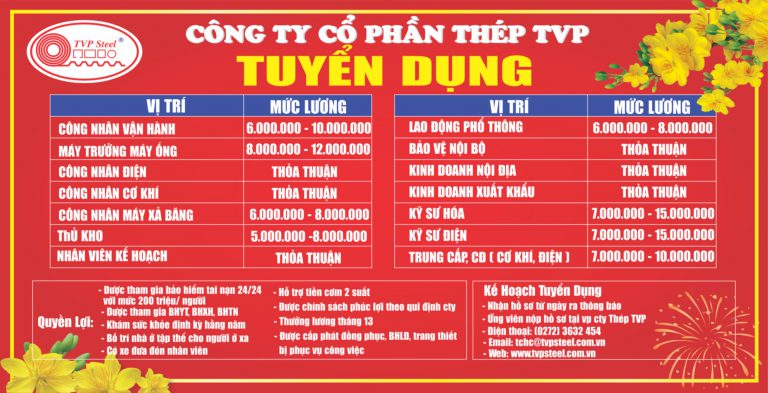 TVP Steel ®
CÔNG TY CỔ PHẦN THÉP TVP
TUYỂN DỤNG
VỊ TRÍ MỨC LƯƠNG
CÔNG NHÂN VẬN HÀNH 6.000.000 - 10.000.000
MÁY TRƯỞNG MÁY ỐNG 8.000.000 - 12.000.000
CÔNG NHÂN ĐIỆN THỎA THUẬN
CÔNG NHÂN CƠ KHÍ THỎA THUẬN
CÔNG NHÂN MÁY XẢ BĂNG 6.000.000 - 8.000.000
ThỦ KHO 5.000.000 -8.000.000
NHÂN VIÊN KẾ HOẠCH THỎA THUẬN
VỊ TRÍ MỨC LƯƠNG
LAO ĐỘNG PHỔ THÔNG 6.000.000 - 8.000.000
BẢO VỆ NỘI BỘ THỎA THUẬN
KINH DOANH NỘI ĐỊA THỎA THUẬN
KINH DOANH XUẤT KHẨU THỎA THUẬN
KỸ SƯ HÓA 7.000.000 - 15.000.000
KỸ SƯ ĐIỆN 7.000.000 - 15.000.000
TRUNG CẤP, CĐ ( CƠ KHÍ, ĐIỆN ) 7.000.000 - 10.000.000
Quyền Lợi:
- Được tham gia bảo hiểm tai nạn 24/24
với mức 200 triệu/ người
- Được tham gia BHYT, BHXH, BHTN
- Khám sức khỏe định kỳ hằng năm
- Bố trí nhà ở tập thể cho người ở xa
- Có xe đưa đón nhân viên
- Hỗ trợ tiền cơm 2 suất
- Được chính sách phúc lợi theo qui định cty
- Thưởng lương tháng 13
- Được cấp phát đồng phục, BHLD, trang thiết
bị phục vụ công việc
Kế Hoạch Tuyển Dụng
- Nhận hồ sơ từ ngày ra thông báo
- Ứng viên nộp hồ sơ tại vp cty Thép TVP
- Điện thoại: (0272) 3632 454
- Email: tchc@tvpsteel.com.vn
- Web: www.tvpsteel.com.vn